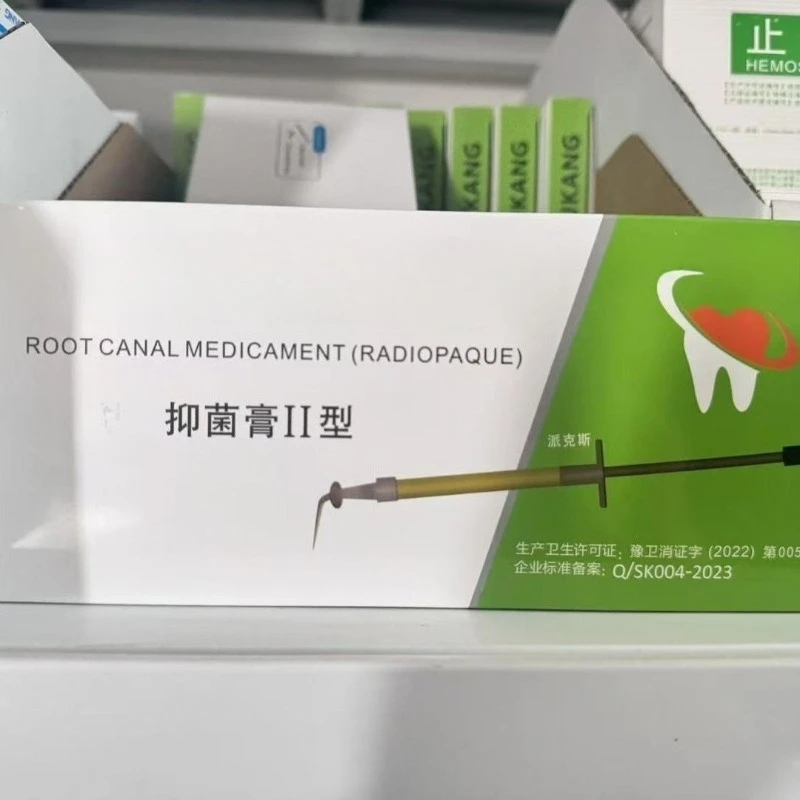 止
HEMOS
KANG
KANG
UKANG
ROOT CANAL MEDICAMENT (RADIOPAQUE)
抑菌膏II型
派克斯
生产卫生许可证：豫卫消证字 (2022) 第005
企业标准备案：Q/SK004-2023